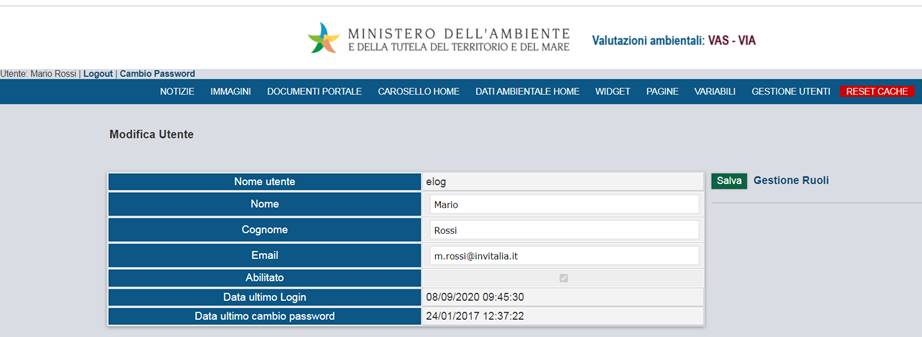 MINISTERO DELL'AMBIENTE
E DELLA TUTELA DEL TERRITORIO E DEL MARE
Valutazioni ambientali: VAS - VIA
Utente: Mario Rossi | Logout | Cambio Password
NOTIZIE IMMAGINI DOCUMENTI PORTALE CAROSELLO HOME DATI AMBIENTALE HOME WIDGET PAGINE VARIABILI GESTIONE UTENTI RESET CACHE
Modifica Utente
Nome utente elog Salva Gestione Ruoli
Nome Mario
Cognome Rossi
Email m.rossi@invitalia.it
Abilitato
Data ultimo Login 08/09/2020 09:45:30
Data ultimo cambio password 24/01/2017 12:37:22